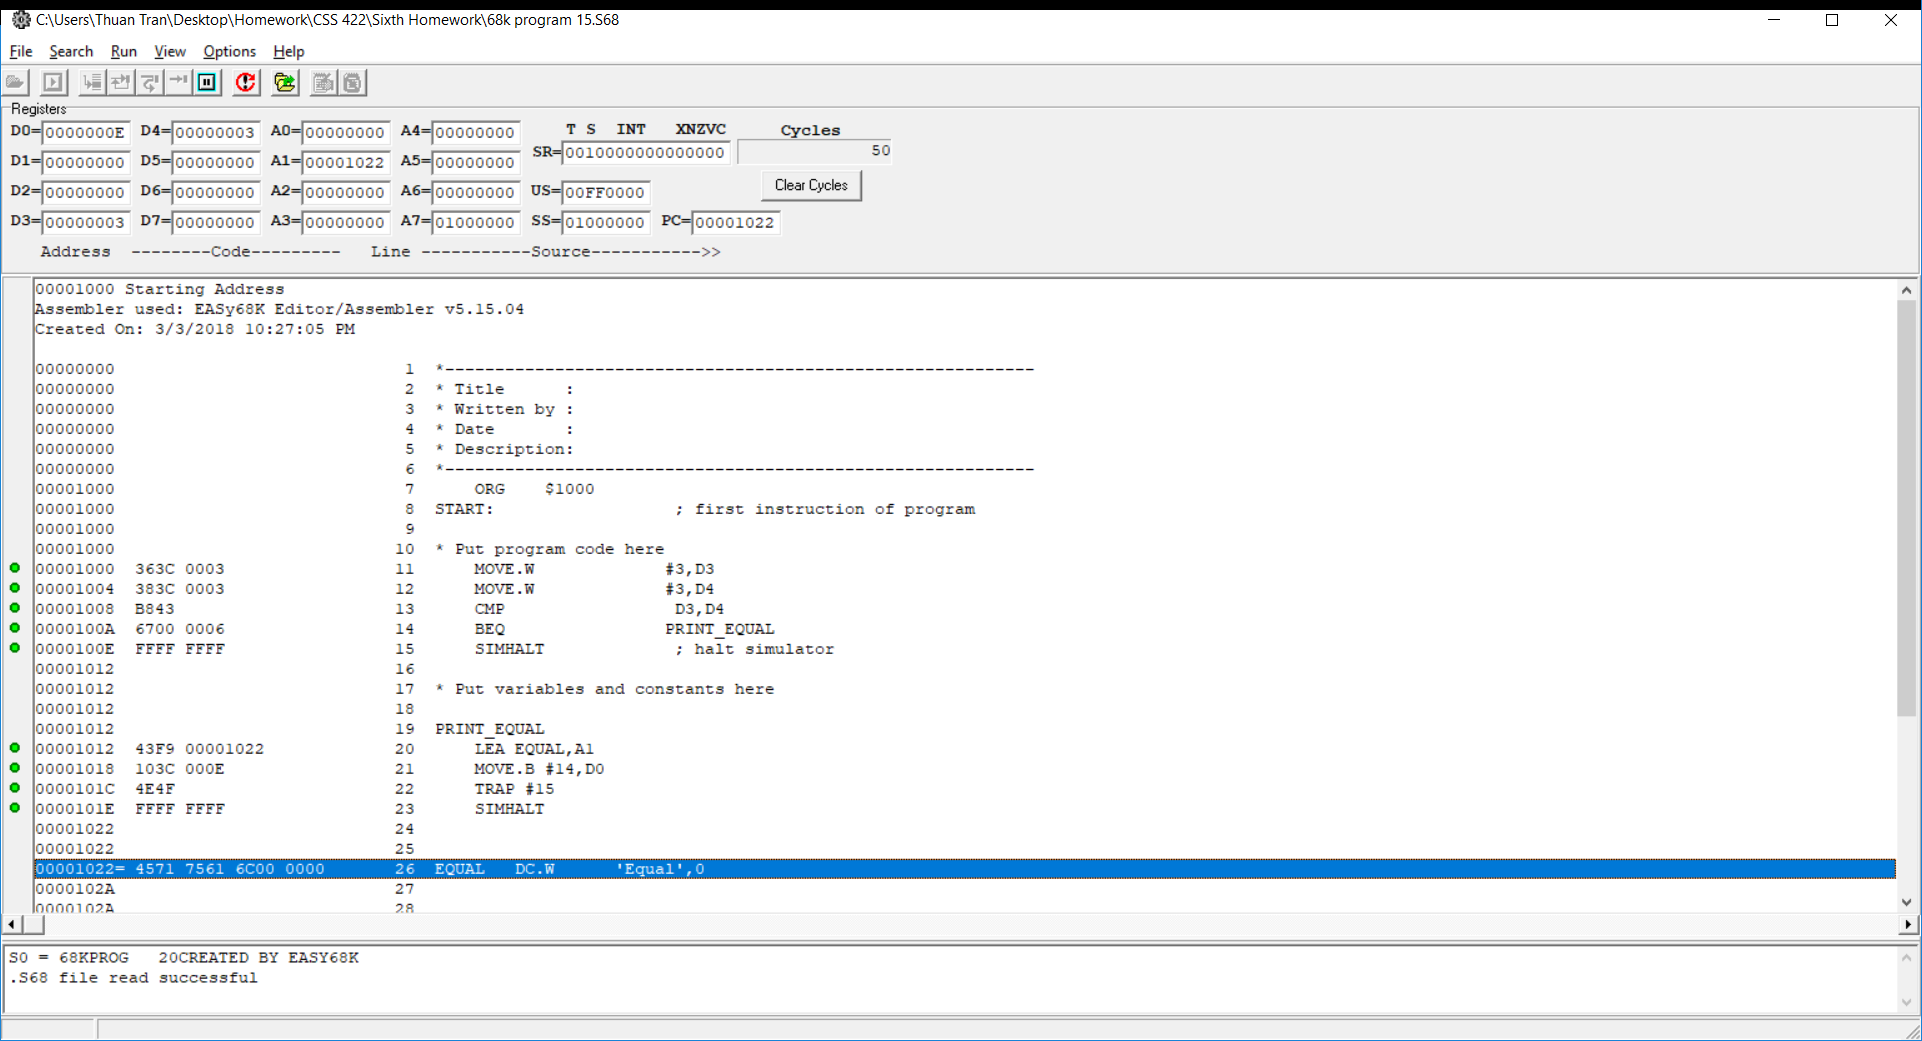 C:\Users\Thuan Tran\Desktop\Homework\CSS 422\Sixth Homework\68k program 15.S68
File Search Run View Options Help
Registers
D0= 0000000E D4= 00000003 A0= 00000000 A4= 00000000 T S INT XNZVC Cycles
D1= 00000000 D5= 00000000 A1= 00001022 A5= 00000000 SR= 0010000000000000 50
D2= 00000000 D6= 00000000 A2= 00000000 A6= 00000000 US= 00FF0000 Clear Cycles
D3= 00000003 D7= 00000000 A3= 00000000 A7= 01000000 SS= 01000000 PC= 00001022
Address --------Code--------- Line -----------Source----------->>
00001000 Starting Address
Assembler used: EASy68K Editor/Assembler v5.15.04
Created On: 3/3/2018 10:27:05 PM
00000000 1 *-----------------------------------------------------------
00000000 2 * Title :
00000000 3 * Written by :
00000000 4 * Date :
00000000 5 * Description:
00000000 6 *-----------------------------------------------------------
00001000 7 ORG $1000
00001000 8 START: ; first instruction of program
00001000 9
00001000 10 * Put program code here
00001000 363C 0003 11 MOVE.W #3,D3
00001004 383C 0003 12 MOVE.W #3,D4
00001008 B843 13 CMP D3,D4
0000100A 6700 0006 14 BEQ PRINT_EQUAL
0000100E FFFF FFFF 15 SIMHALT ; halt simulator
00001012 16
00001012 17 * Put variables and constants here
00001012 18
00001012 19 PRINT_EQUAL
00001012 43F9 00001022 20 LEA EQUAL,A1
00001018 103C 000E 21 MOVE.B #14,D0
0000101C 4E4F 22 TRAP #15
0000101E FFFF FFFF 23 SIMHALT
00001022 24
00001022 25
00001022= 4571 7561 6C00 0000 26 EQUAL DC.W 'Equal',0
0000102A 27
0000102A 28
S0 = 68KPROG 20CREATED BY EASY68K
.S68 file read successful